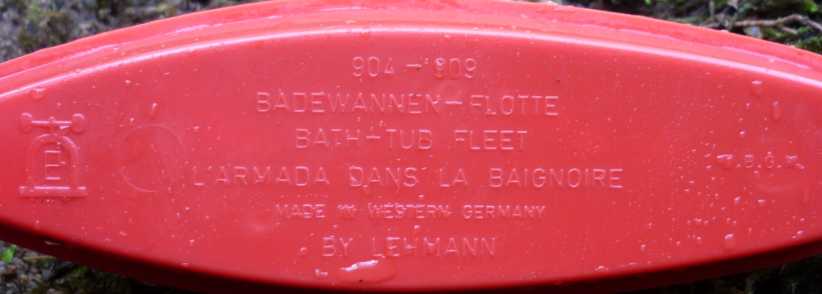 904-909
BADEWANNEN-FLOTTE
BATH-TUB FLEET
L'ARMADA DANS LA BAIGNOIRE
MADE IN WESTERN GERMANY
BY LEHMANN